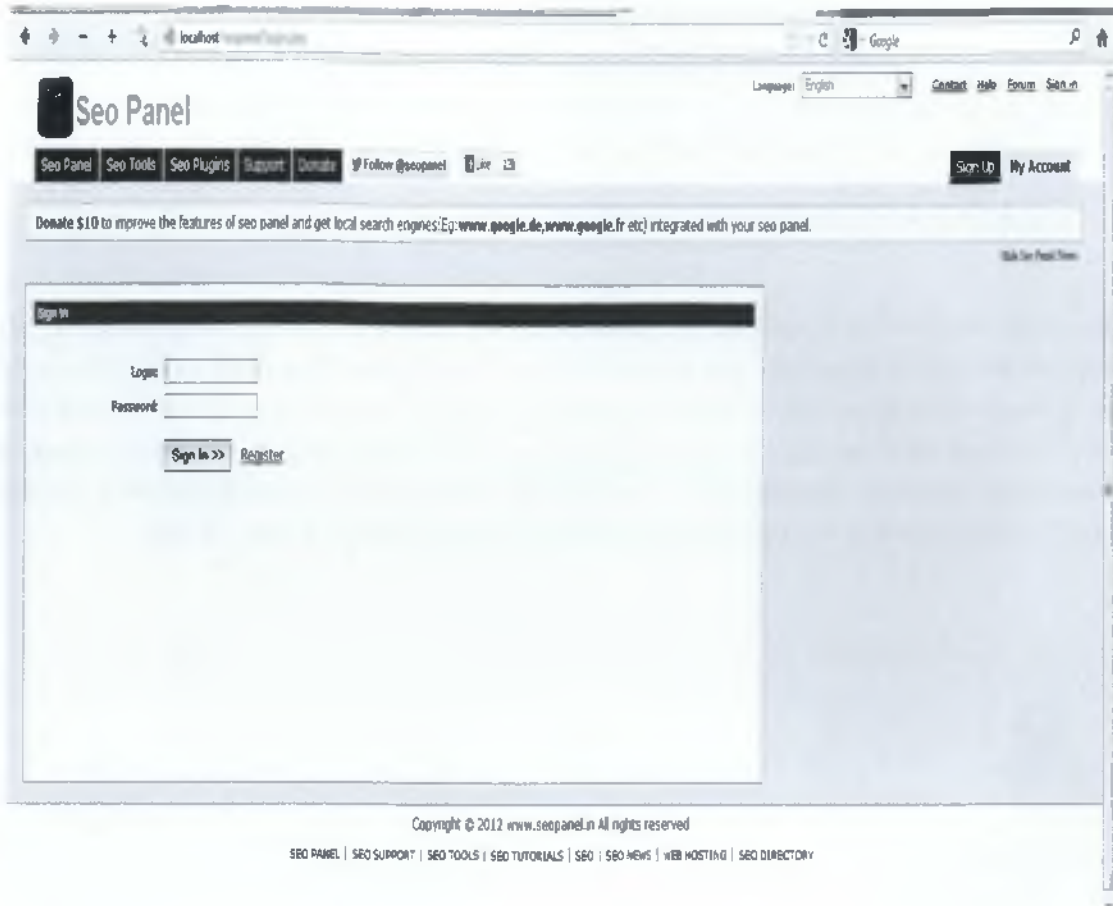 localhost
Google
Language: English Contact Help Forum Sign in
Seo Panel
Seo Panel Seo Tools Seo Plugins Support Donate Follow @seopanel Like
Sign Up My Account
Donate $10 to improve the features of seo panel and get local search engines(Eg:www.google.de,www.google.fr etc) integrated with your seo panel.
Sign In
Login:
Password:
Sign In >> Register
Copyright © 2012 www.seopanel.in All rights reserved
SEO PANEL | SEO SUPPORT | SEO TOOLS | SEO TUTORIALS | SEO | SEO NEWS | WEB HOSTING | SEO DIRECTORY